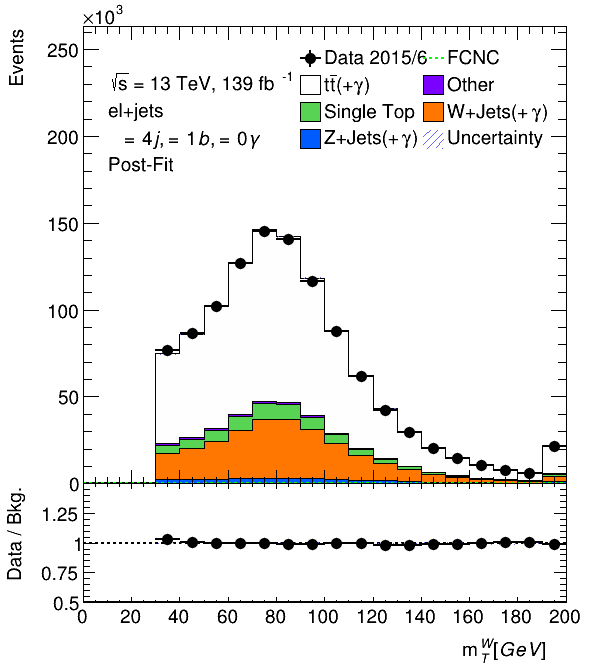 ×10³
Events
250
200
150
100
50
0
Data 2015/6 FCNC
tt̄(+γ) Other
Single Top W+Jets(+γ)
Z+Jets(+γ) Uncertainty
√s = 13 TeV, 139 fb⁻¹
el+jets
= 4j, = 1b, = 0γ
Post-Fit
Data / Bkg.
1.25
1
0.75
0.5
0 20 40 60 80 100 120 140 160 180 200
m_T^W [GeV]